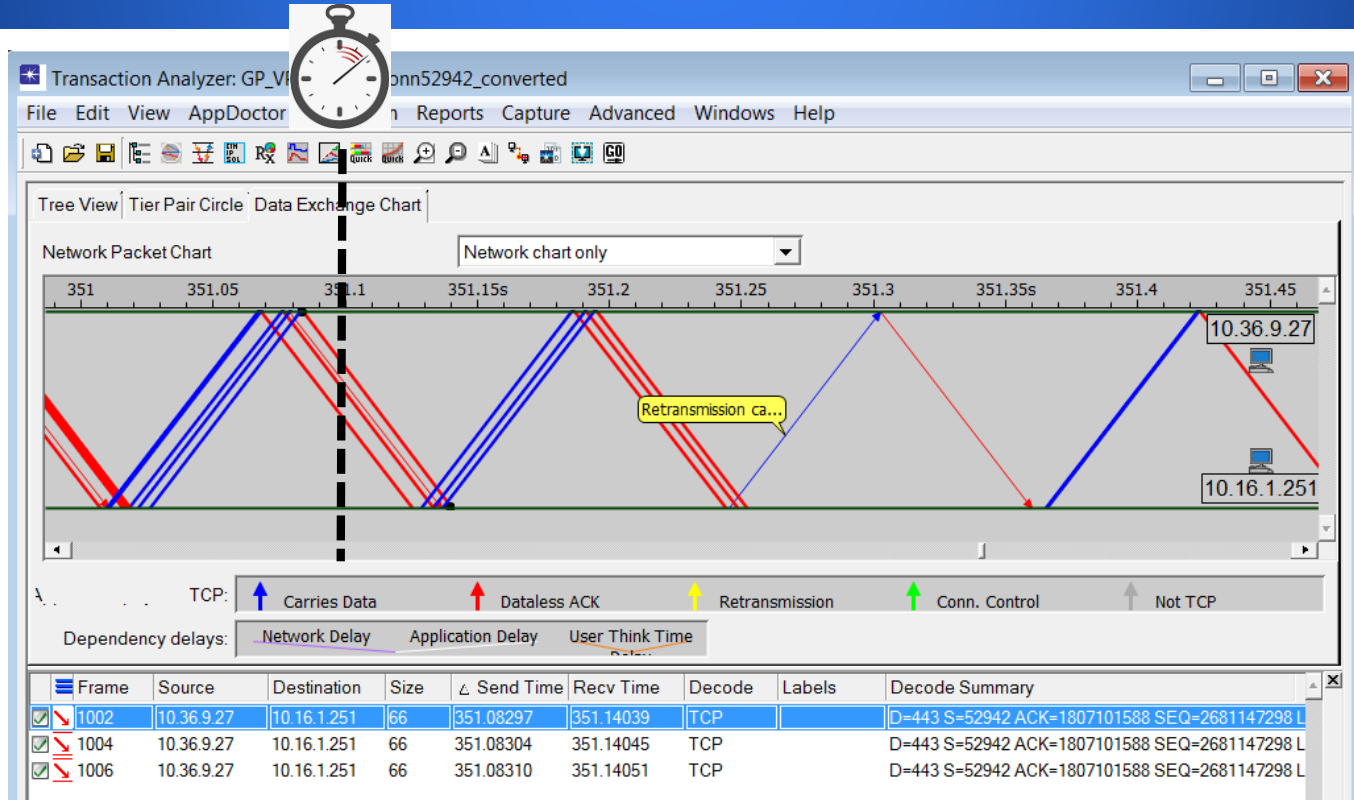 Transaction Analyzer: GP_V onn52942_converted
File Edit View AppDoctor n Reports Capture Advanced Windows Help
QUICK QUICK GO
Tree View Tier Pair Circle Data Exchange Chart
Network Packet Chart Network chart only
351 351.05 351.1 351.15s 351.2 351.25 351.3 351.35s 351.4 351.45
10.36.9.27
Retransmission ca...
10.16.1.251
TCP: Carries Data Dataless ACK Retransmission Conn. Control Not TCP
Dependency delays: Network Delay Application Delay User Think Time
Frame Source Destination Size Send Time Recv Time Decode Labels Decode Summary
1002 10.36.9.27 10.16.1.251 66 351.08297 351.14039 TCP D=443 S=52942 ACK=1807101588 SEQ=2681147298 L
1004 10.36.9.27 10.16.1.251 66 351.08304 351.14045 TCP D=443 S=52942 ACK=1807101588 SEQ=2681147298 L
1006 10.36.9.27 10.16.1.251 66 351.08310 351.14051 TCP D=443 S=52942 ACK=1807101588 SEQ=2681147298 L